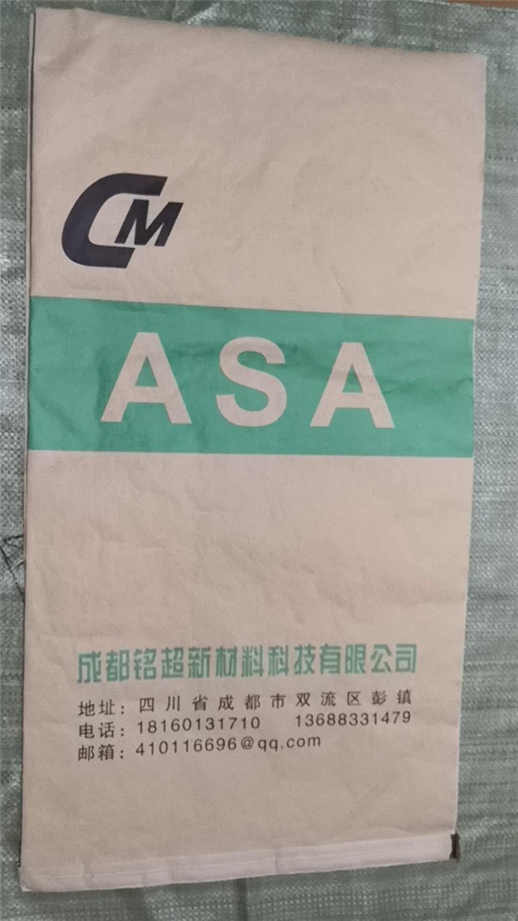 CM
ASA
成都铭超新材料科技有限公司
地址：四川省成都市双流区彭镇
电话：18160131710 13688331479
邮箱：410116696@qq.com